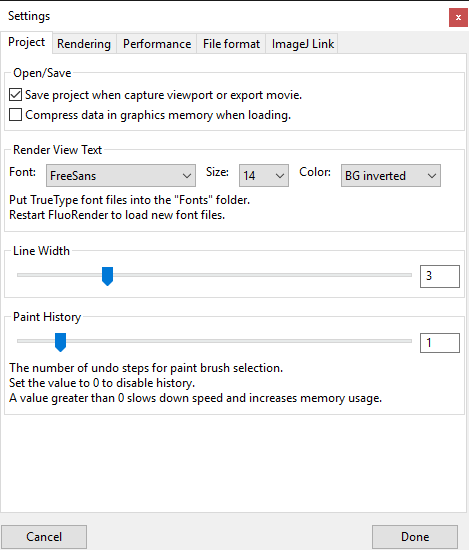 Settings
x
Project Rendering Performance File format ImageJ Link
Open/Save
Save project when capture viewport or export movie.
Compress data in graphics memory when loading.
Render View Text
Font: FreeSans Size: 14 Color: BG inverted
Put TrueType font files into the "Fonts" folder.
Restart FluoRender to load new font files.
Line Width
3
Paint History
1
The number of undo steps for paint brush selection.
Set the value to 0 to disable history.
A value greater than 0 slows down speed and increases memory usage.
Cancel Done